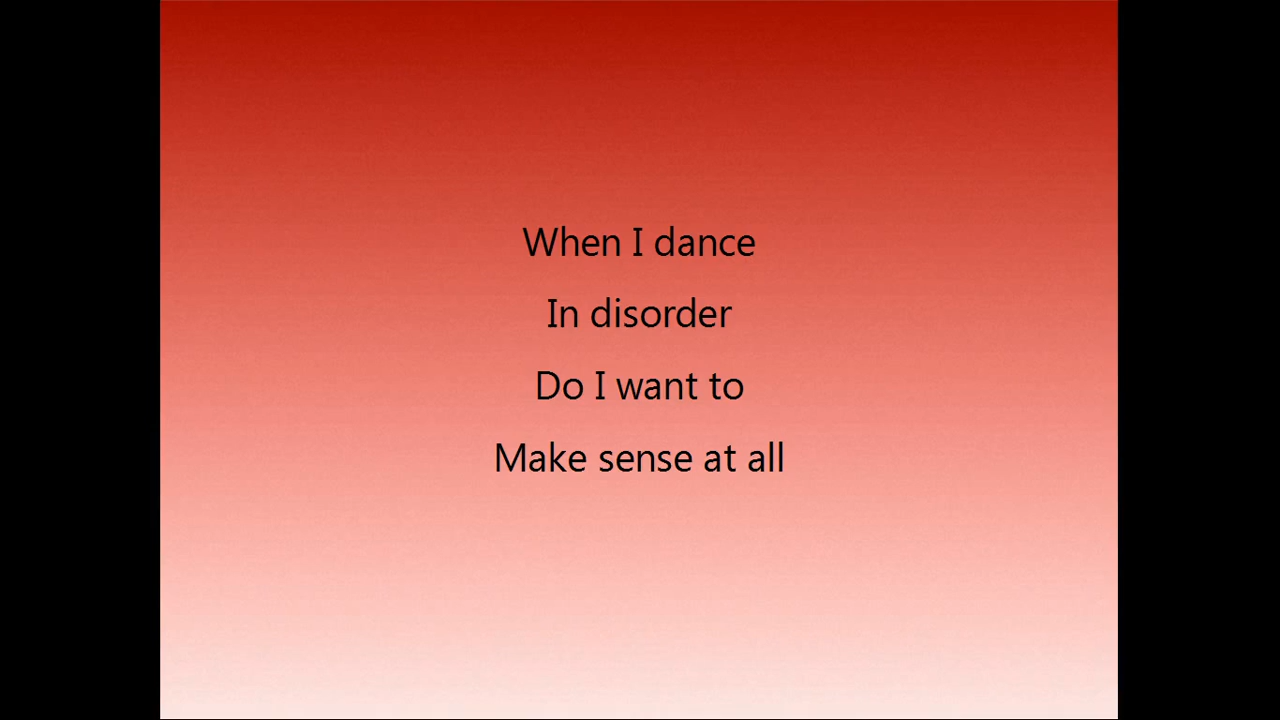 When I dance
In disorder
Do I want to
Make sense at all